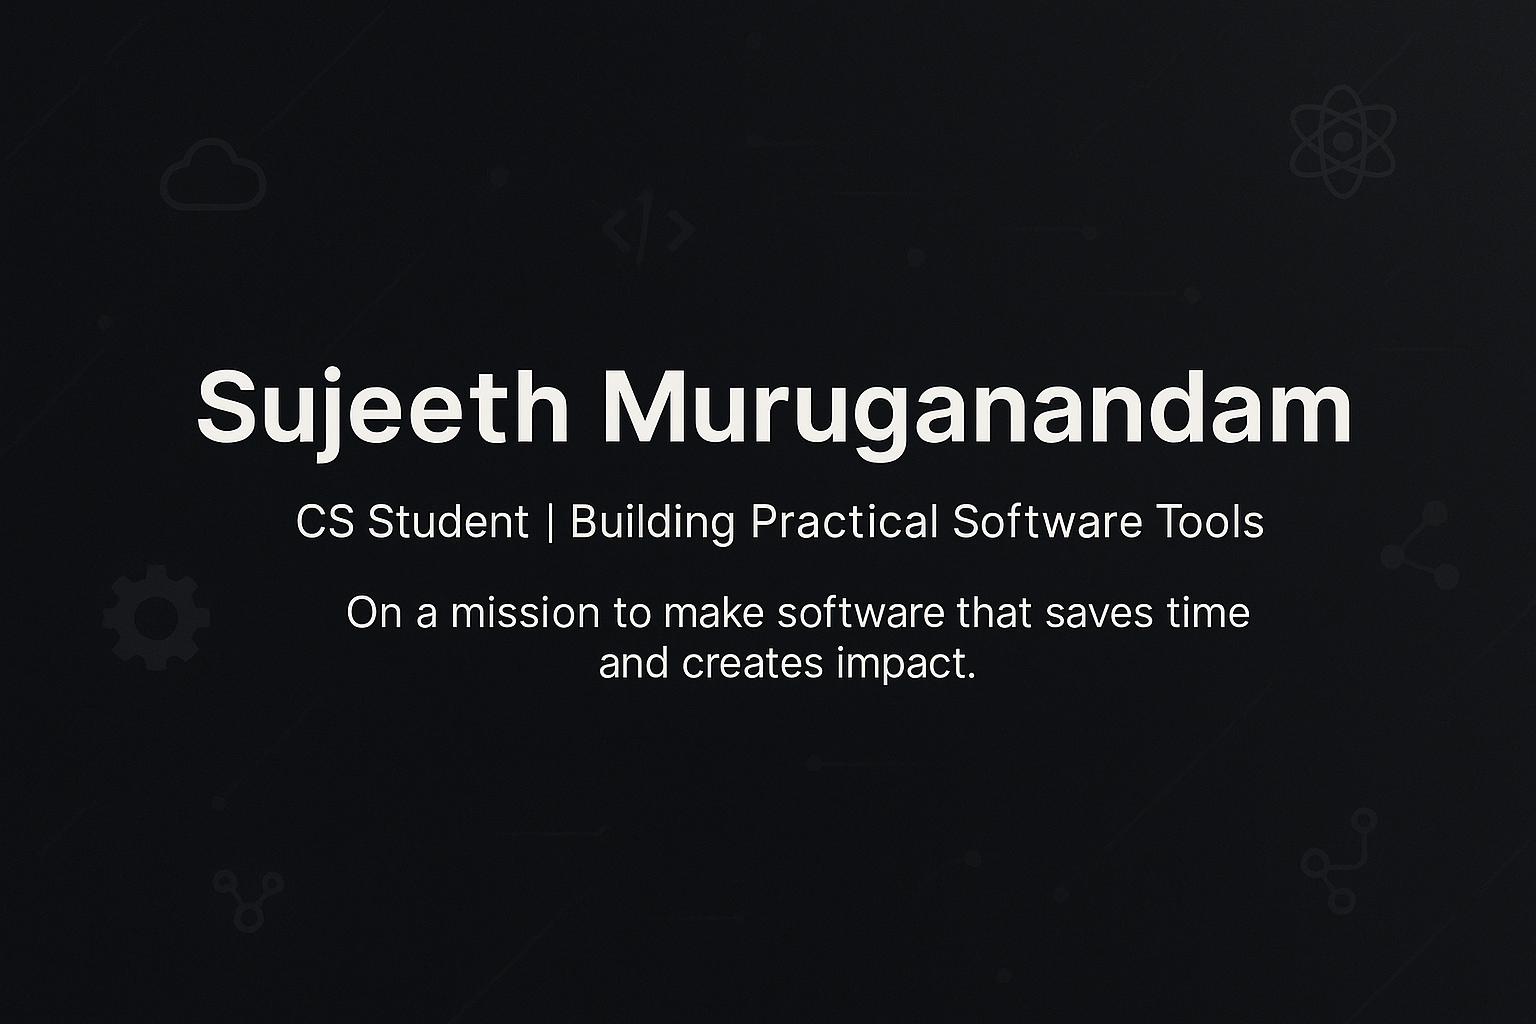 Sujeeth Muruganandam
CS Student | Building Practical Software Tools
On a mission to make software that saves time
and creates impact.